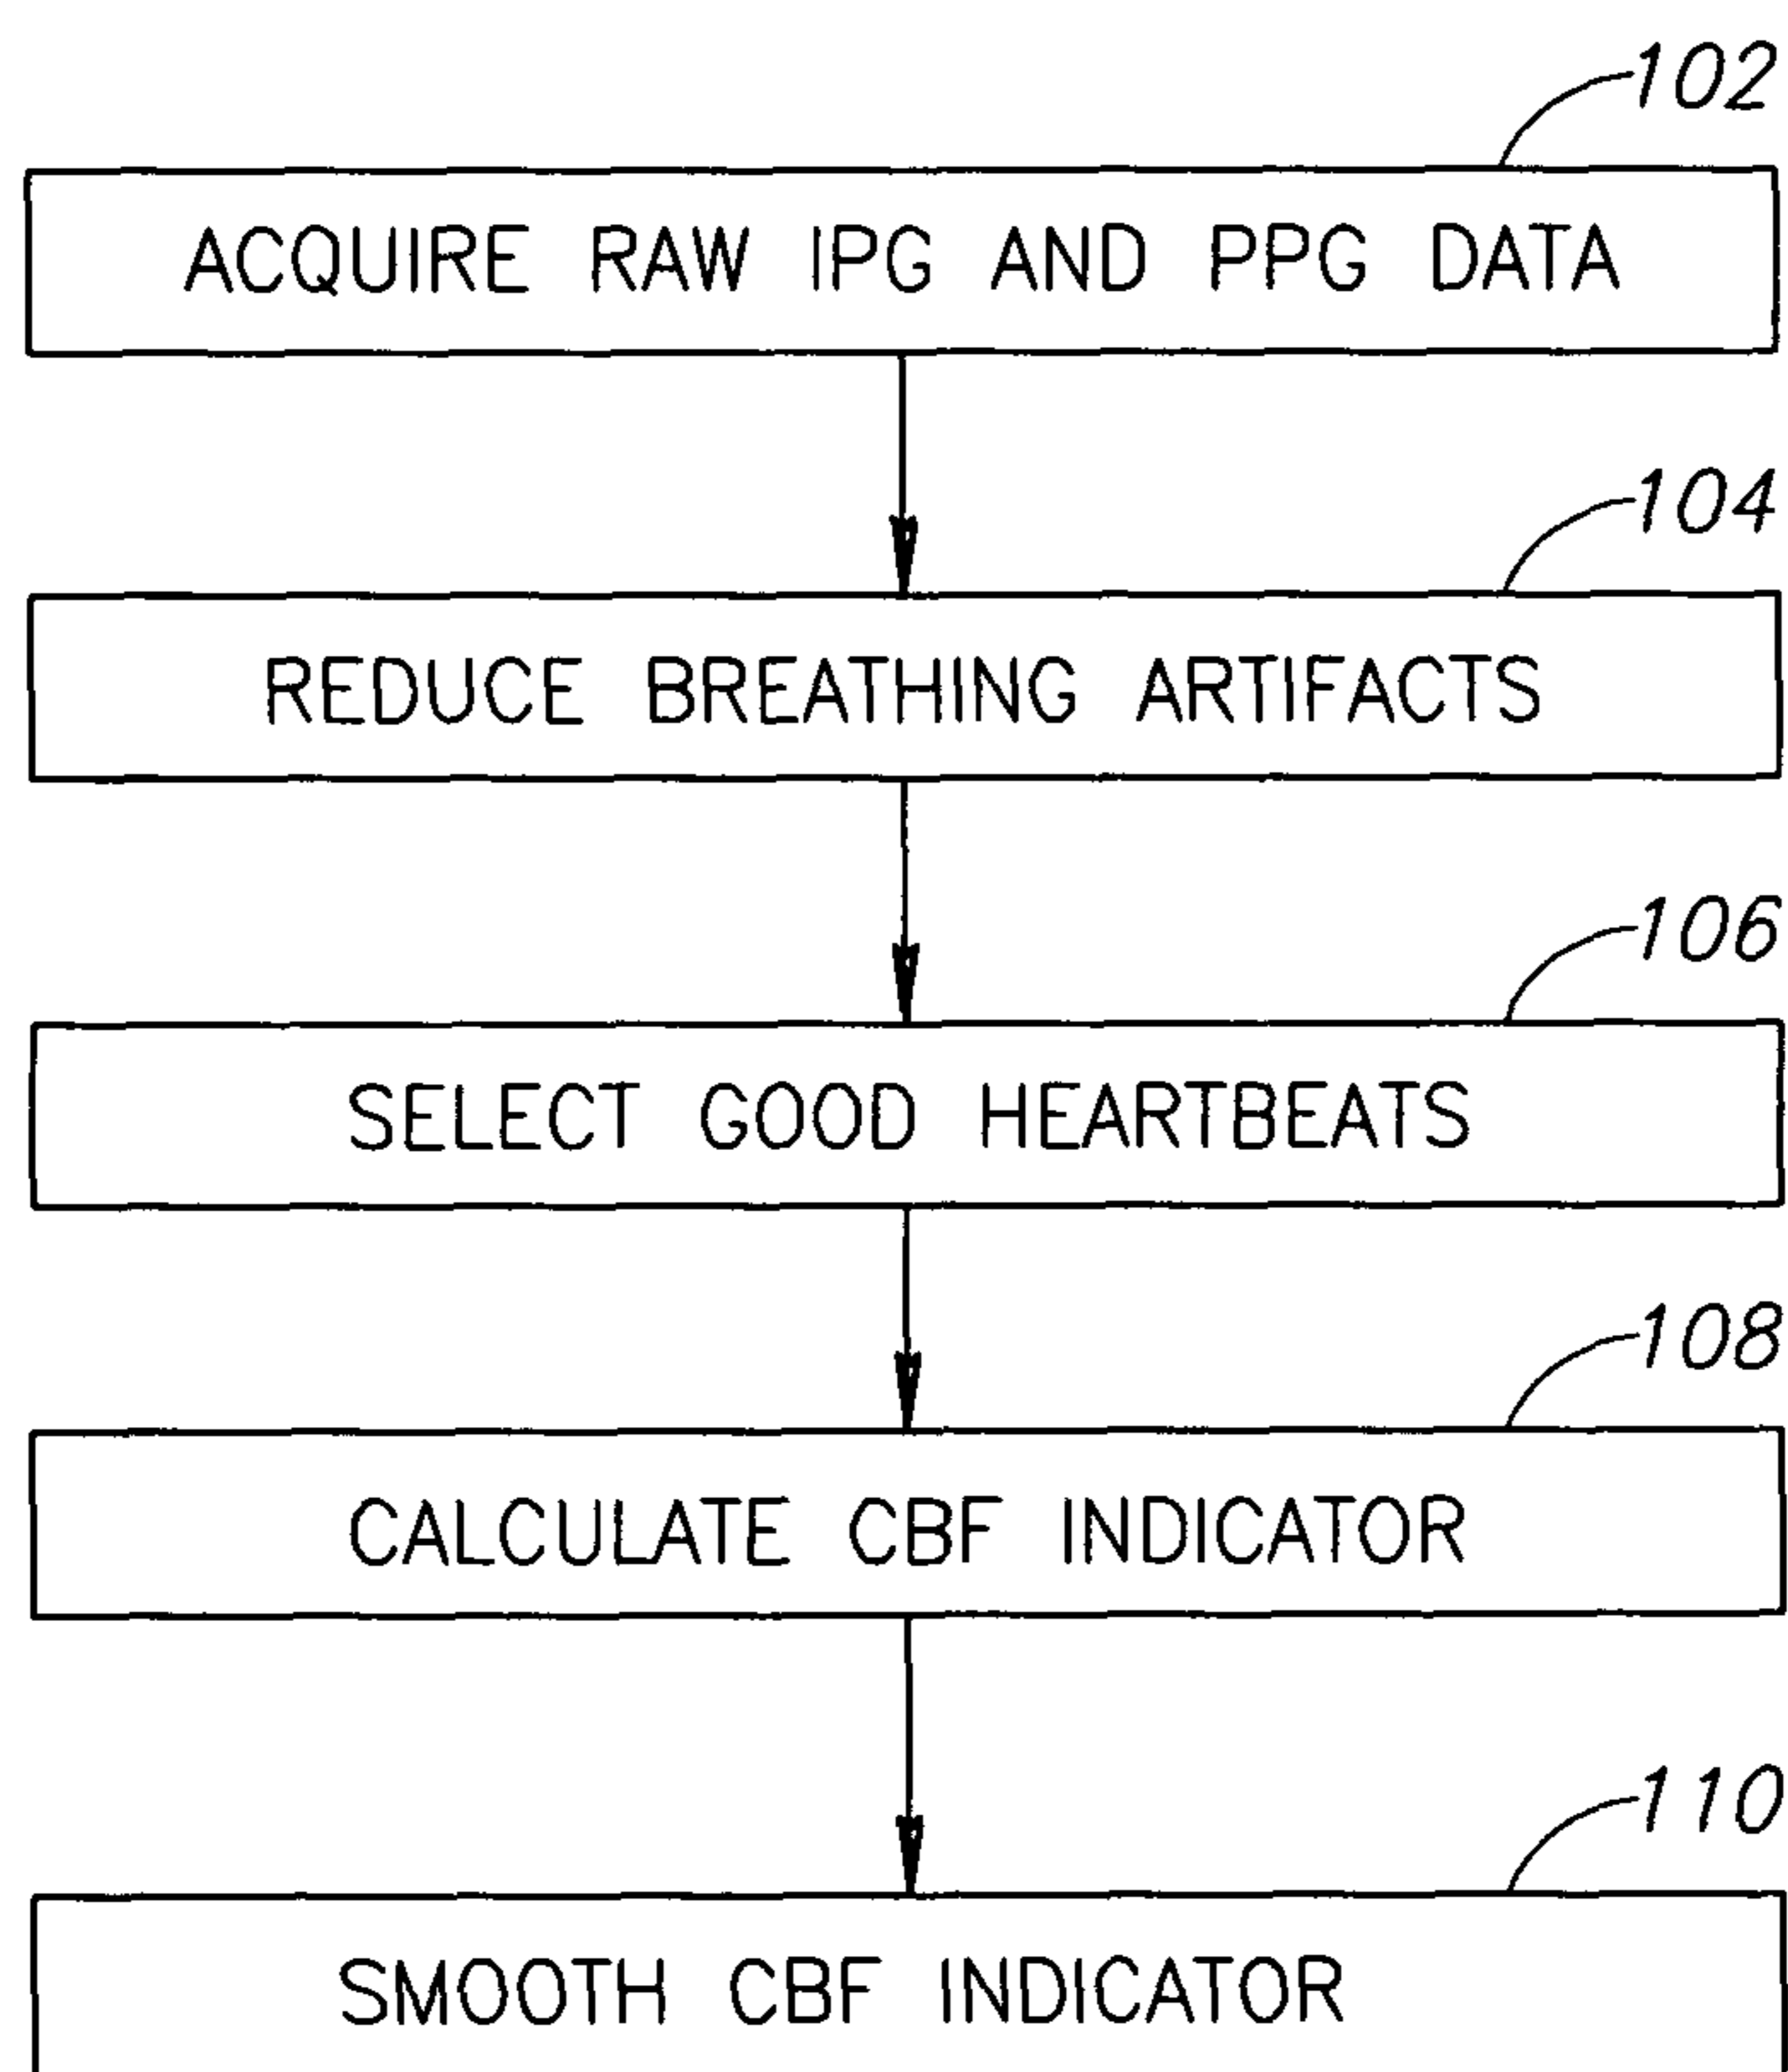 102
ACQUIRE RAW IPG AND PPG DATA
104
REDUCE BREATHING ARTIFACTS
106
SELECT GOOD HEARTBEATS
108
CALCULATE CBF INDICATOR
110
SMOOTH CBF INDICATOR